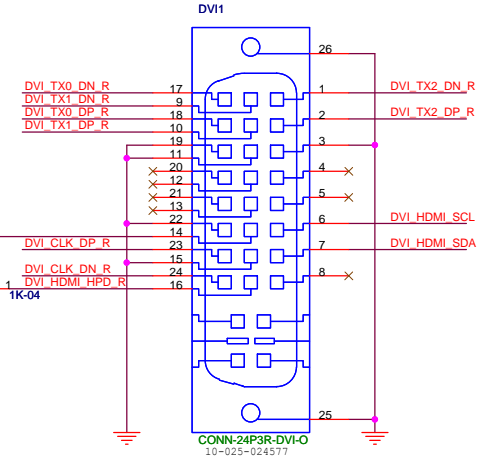 DVI1
26
DVI_TX0_DN_R 17 1 DVI_TX2_DN_R
DVI_TX1_DN_R 9
DVI_TX0_DP_R 18 2 DVI_TX2_DP_R
DVI_TX1_DP_R 10
19 3
11
20 4
12
21 5
13
22 6 DVI_HDMI_SCL
14
DVI_CLK_DP_R 23 7 DVI_HDMI_SDA
15
DVI_CLK_DN_R 24 8
1 DVI_HDMI_HPD_R 16
1K-04
25
CONN-24P3R-DVI-O
10-025-024577